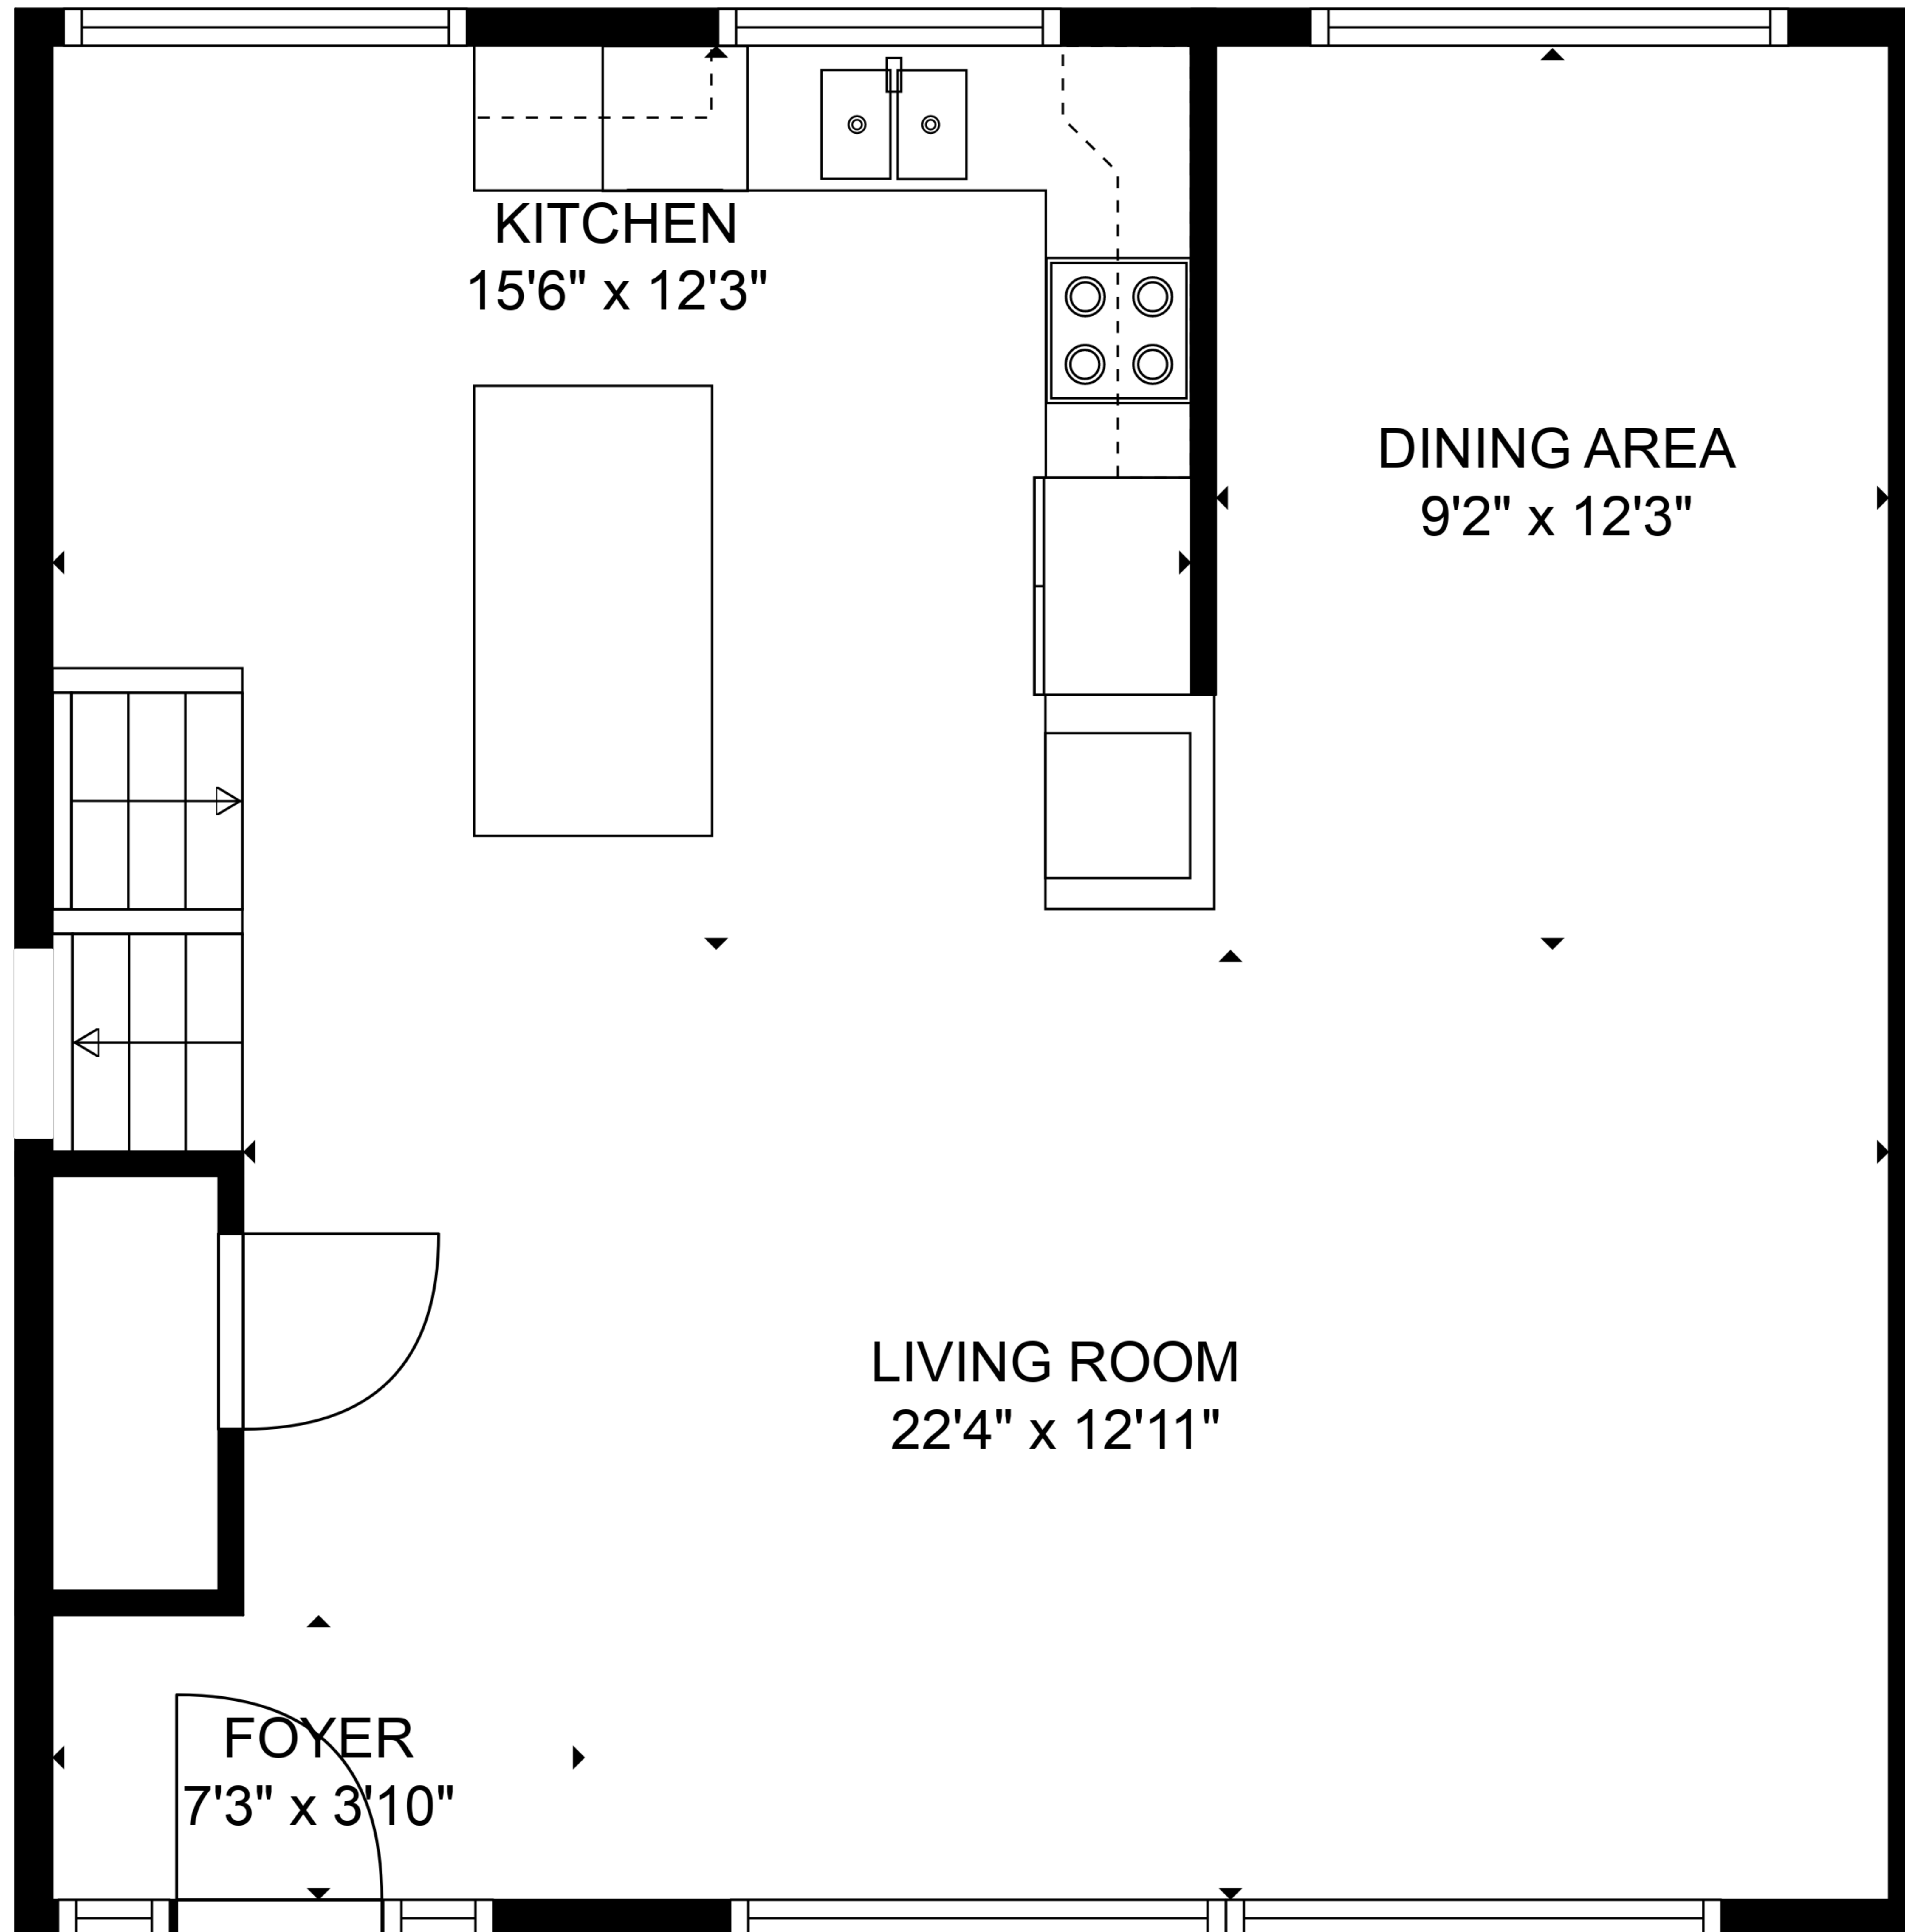 KITCHEN
15'6" x 12'3"
DINING AREA
9'2" x 12'3"
LIVING ROOM
22'4" x 12'11"
FOYER
7'3" x 3'10"